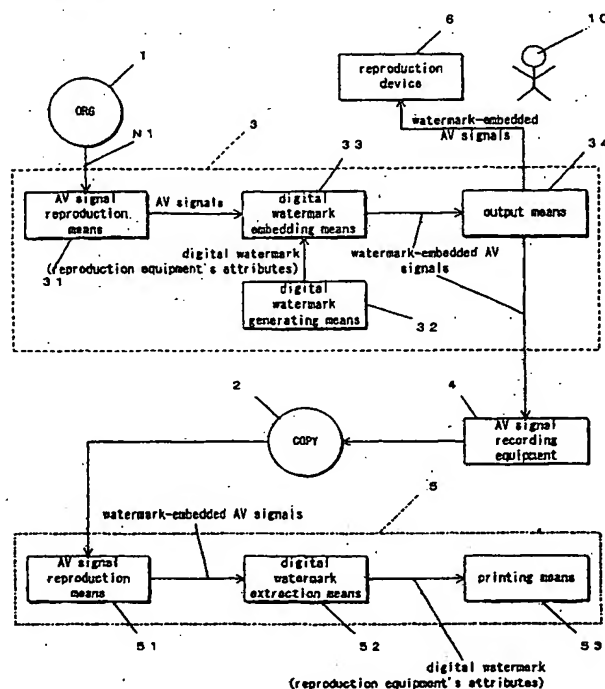 6
10
1
reproduction
device
ORG
watermark-embedded
AV signals
N1
3
33
34
AV signal
reproduction
means
AV signals
digital
watermark
embedding means
output means
digital
watermark
(reproduction equipment's attributes)
watermark-embedded AV
signals
31
digital
watermark
generating means
32
2
4
COPY
AV signal
recording
equipment
5
watermark-embedded AV signals
AV signal
reproduction
means
digital
watermark
extraction means
printing means
51
52
53
digital watermark
(reproduction equipment's attributes)